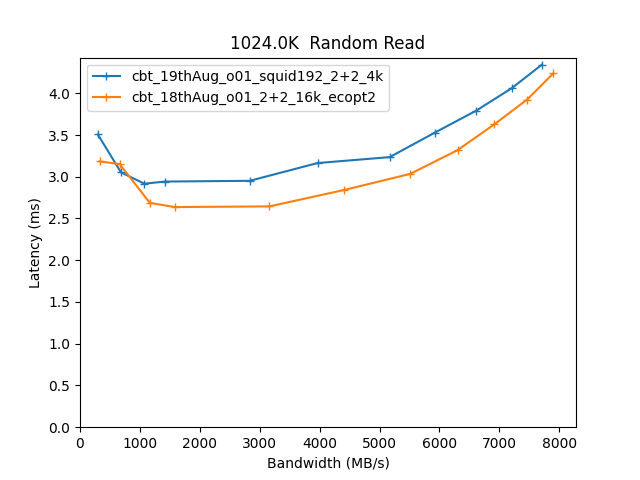 1024.0K  Random Read
cbt_19thAug_o01_squid192_2+2_4k
cbt_18thAug_o01_2+2_16k_ecopt2
Latency (ms)
4.0
3.5
3.0
2.5
2.0
1.5
1.0
0.5
0.0
0 1000 2000 3000 4000 5000 6000 7000 8000
Bandwidth (MB/s)